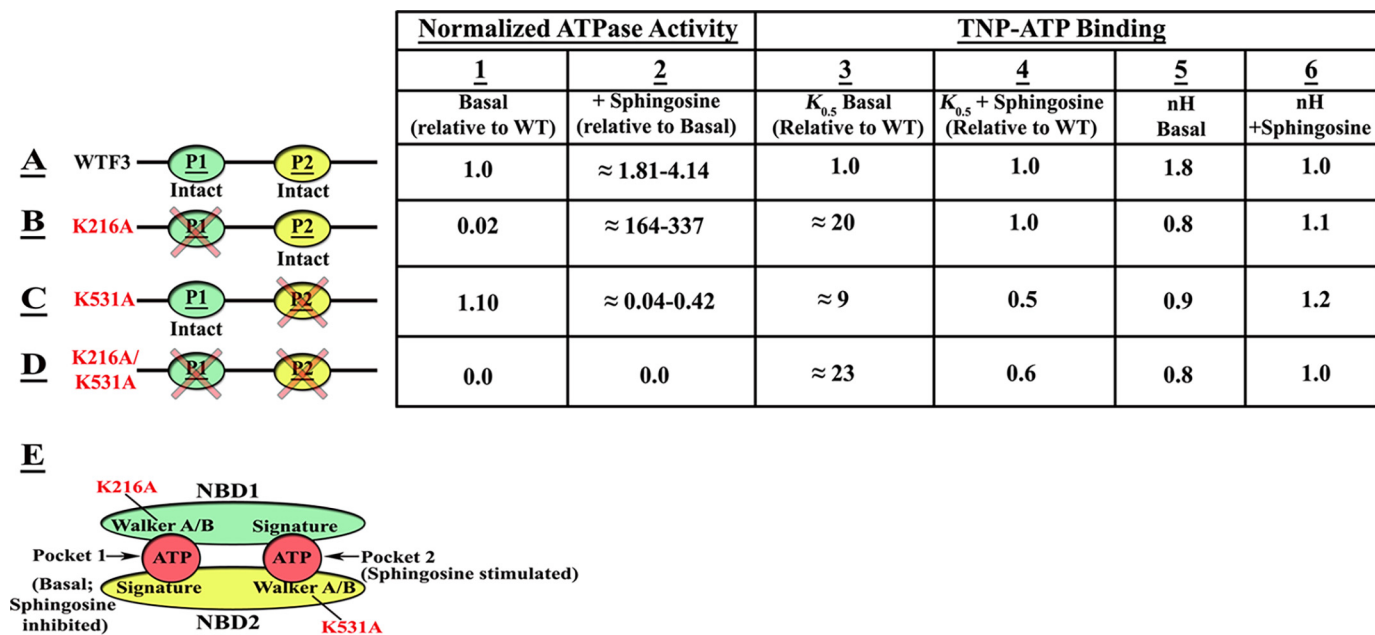 Normalized ATPase Activity TNP-ATP Binding
1 2 3 4 5 6
Basal + Sphingosine K0.5 Basal K0.5 + Sphingosine nH nH
(relative to WT) (relative to Basal) (Relative to WT) (Relative to WT) Basal +Sphingosine
A WTF3 P1 P2 1.0 ≈ 1.81-4.14 1.0 1.0 1.8 1.0
Intact Intact
B K216A P1 P2 0.02 ≈ 164-337 ≈ 20 1.0 0.8 1.1
Intact
C K531A P1 P2 1.10 ≈ 0.04-0.42 ≈ 9 0.5 0.9 1.2
Intact
D K216A/ P1 P2 0.0 0.0 ≈ 23 0.6 0.8 1.0
K531A
E
K216A NBD1
Walker A/B Signature
Pocket 1 ATP ATP Pocket 2
(Basal; (Sphingosine stimulated)
Sphingosine Signature Walker A/B
inhibited) NBD2 K531A